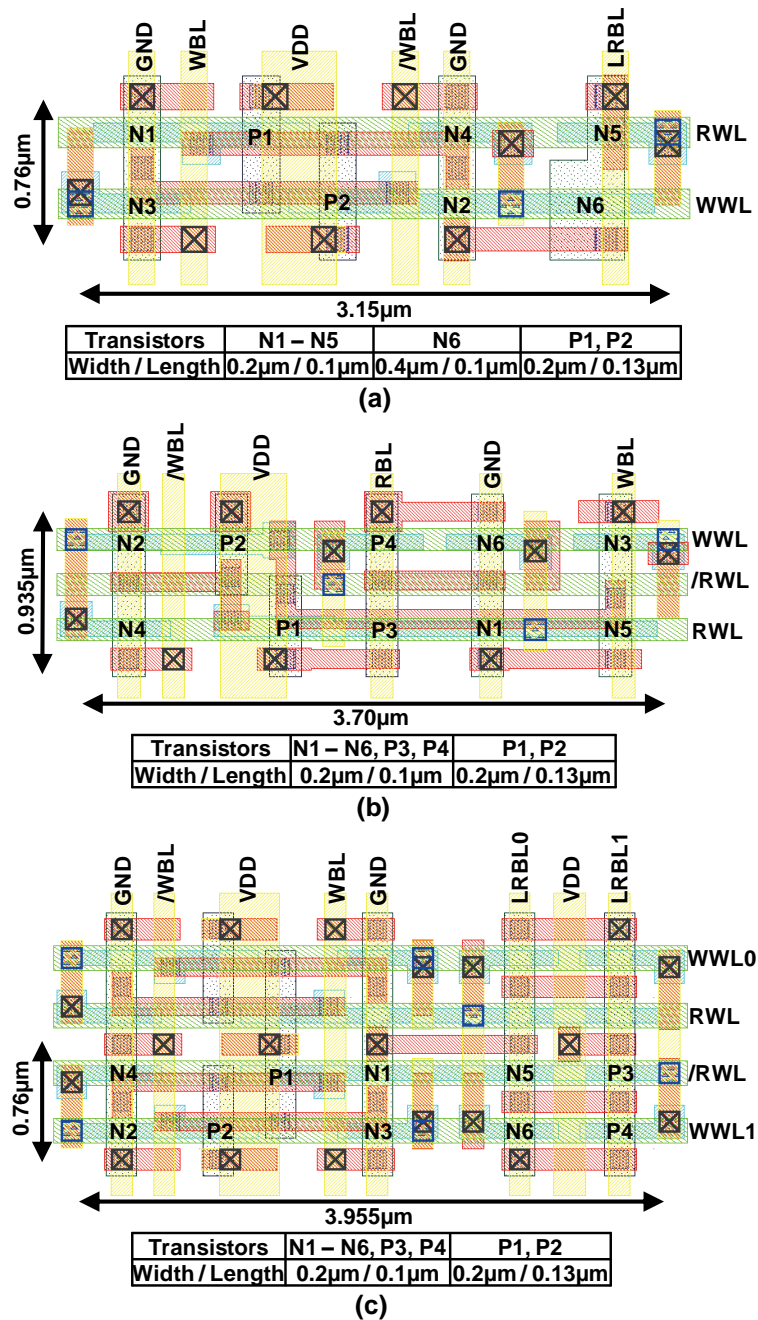 GND WBL VDD /WBL GND LRBL
N1 P1 N4 N5 RWL
0.76µm
N3 P2 N2 N6 WWL
3.15µm
Transistors N1 – N5 N6 P1, P2
Width / Length 0.2µm / 0.1µm 0.4µm / 0.1µm 0.2µm / 0.13µm
(a)
GND /WBL VDD RBL GND WBL
N2 P2 P4 N6 N3 WWL
0.935µm
/RWL
N4 P1 P3 N1 N5 RWL
3.70µm
Transistors N1 – N6, P3, P4 P1, P2
Width / Length 0.2µm / 0.1µm 0.2µm / 0.13µm
(b)
GND /WBL VDD WBL GND LRBL0 VDD LRBL1
WWL0
RWL
0.76µm
N4 P1 N1 N5 P3 /RWL
N2 P2 N3 N6 P4 WWL1
3.955µm
Transistors N1 – N6, P3, P4 P1, P2
Width / Length 0.2µm / 0.1µm 0.2µm / 0.13µm
(c)